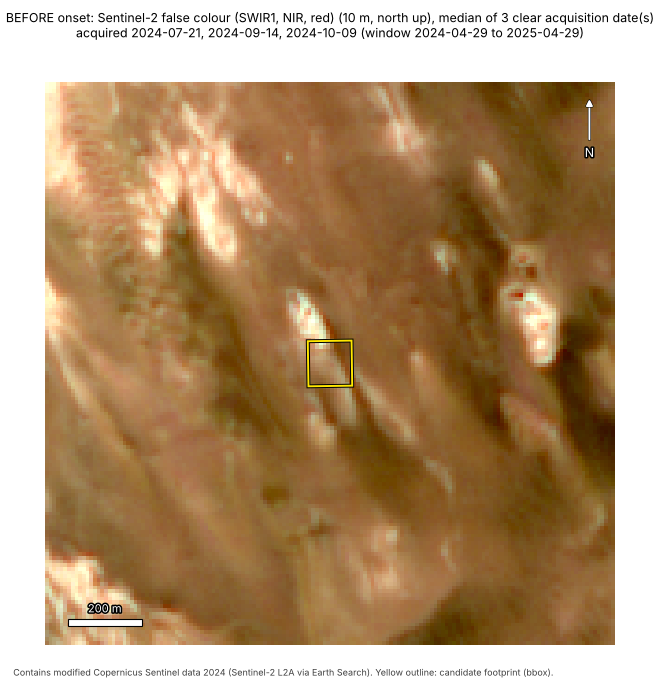 BEFORE onset: Sentinel-2 false colour (SWIR1, NIR, red) (10 m, north up), median of 3 clear acquisition date(s)
acquired 2024-07-21, 2024-09-14, 2024-10-09 (window 2024-04-29 to 2025-04-29)
N
200 m
Contains modified Copernicus Sentinel data 2024 (Sentinel-2 L2A via Earth Search). Yellow outline: candidate footprint (bbox).